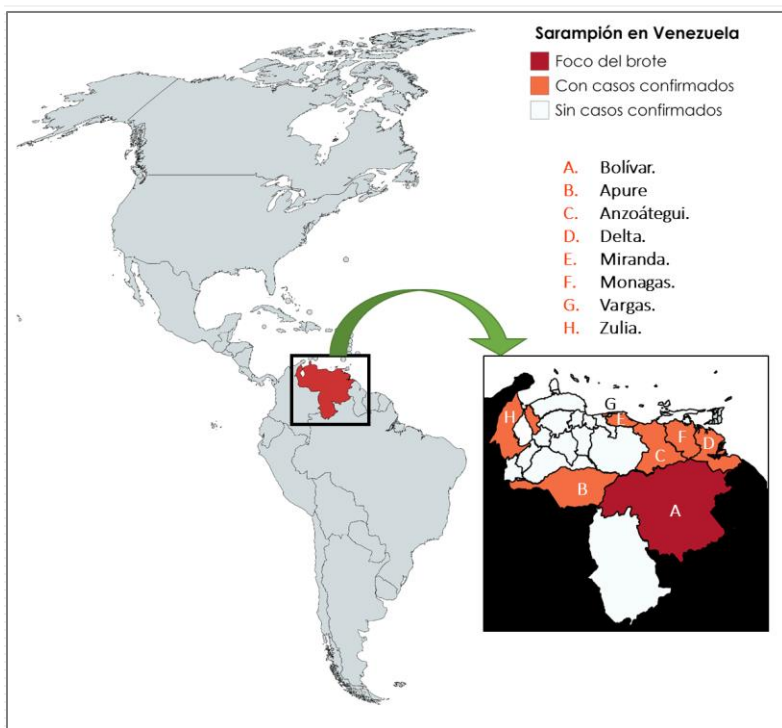 Sarampión en Venezuela
Foco del brote
Con casos confirmados
Sin casos confirmados
A. Bolívar.
B. Apure
C. Anzoátegui.
D. Delta.
E. Miranda.
F. Monagas.
G. Vargas.
H. Zulia.
G
H
E
F
D
C
B
A